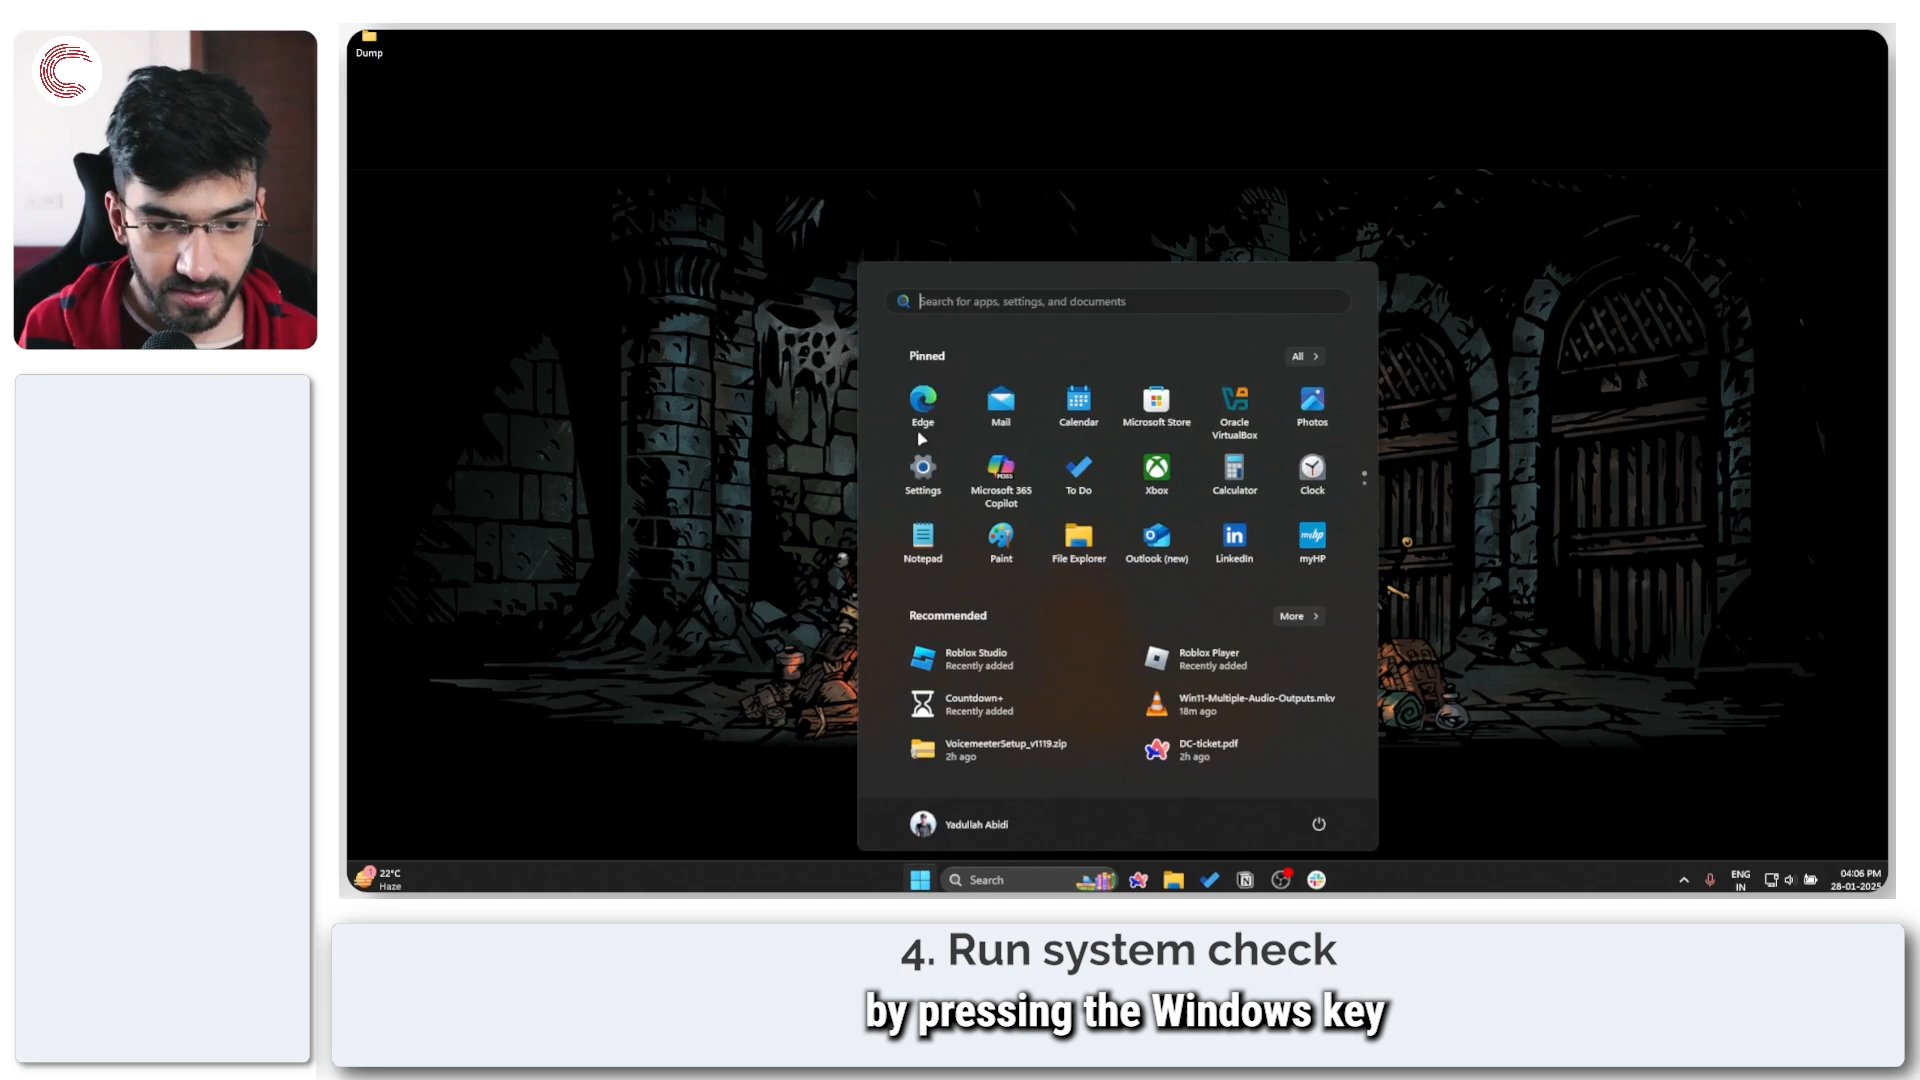 Dump
Search for apps, settings, and documents
Pinned
All
Edge
Mail
Calendar
Microsoft Store
Oracle
VirtualBox
Photos
Settings
Microsoft 365
Copilot
To Do
Xbox
Calculator
Clock
Notepad
Paint
File Explorer
Outlook (new)
LinkedIn
myHP
Recommended
More
Roblox Studio
Recently added
Roblox Player
Recently added
Countdown+
Recently added
Win11-Multiple-Audio-Outputs.mkv
18m ago
VoicemeeterSetup_v1119.zip
2h ago
DC-ticket.pdf
2h ago
Yadullah Abidi
22°C
Haze
Search
ENG
IN
04:06 PM
28-01-2025
4. Run system check
by pressing the Windows key